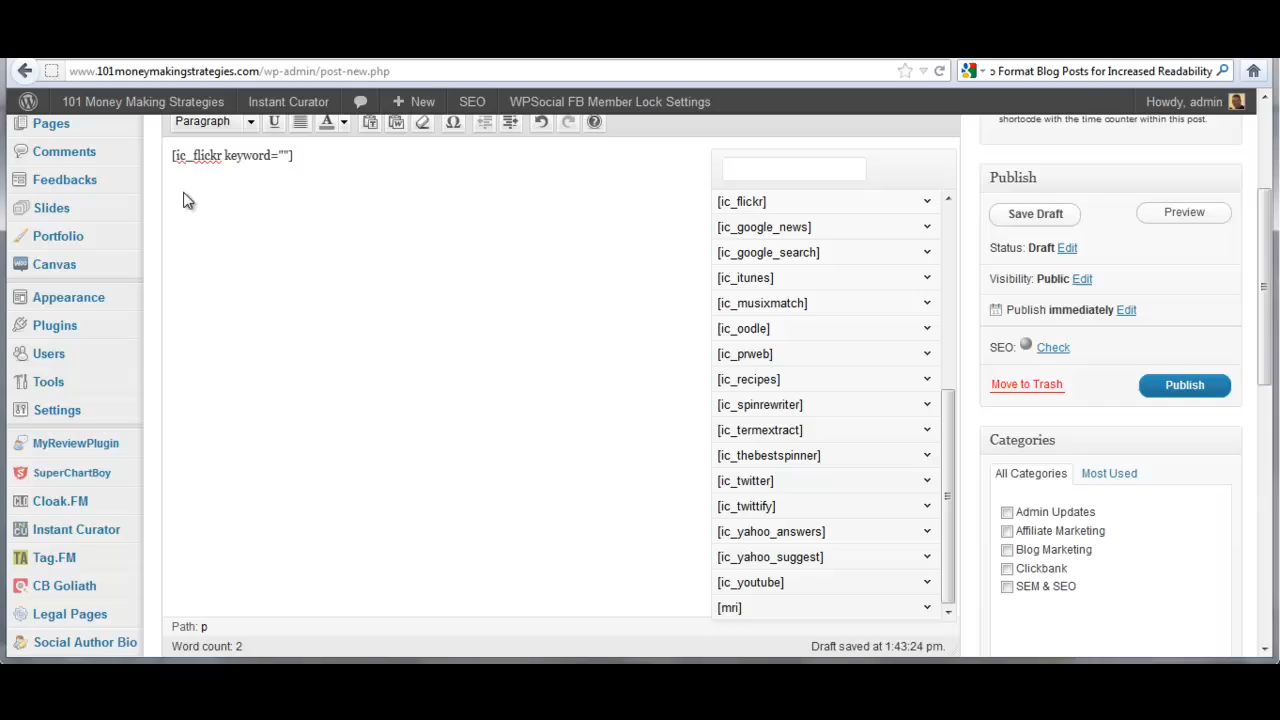 www.101moneymakingstrategies.com/wp-admin/post-new.php
Format Blog Posts for Increased Readability
101 Money Making Strategies
Instant Curator
New
SEO
WPSocial FB Member Lock Settings
Howdy, admin
Paragraph
U
A
Ω
Pages
Comments
Feedbacks
Slides
Portfolio
Canvas
Appearance
Plugins
Users
Tools
Settings
MyReviewPlugin
SuperChartBoy
Cloak.FM
Instant Curator
Tag.FM
CB Goliath
Legal Pages
Social Author Bio
[ic_flickr keyword=""]
[ic_flickr]
[ic_google_news]
[ic_google_search]
[ic_itunes]
[ic_musixmatch]
[ic_oodle]
[ic_prweb]
[ic_recipes]
[ic_spinrewriter]
[ic_termextract]
[ic_thebestspinner]
[ic_twitter]
[ic_twittify]
[ic_yahoo_answers]
[ic_yahoo_suggest]
[ic_youtube]
[mri]
Path: p
Word count: 2
Draft saved at 1:43:24 pm.
shortcode with the time counter within this post.
Publish
Save Draft
Preview
Status: Draft Edit
Visibility: Public Edit
Publish immediately Edit
SEO: Check
Move to Trash
Publish
Categories
All Categories
Most Used
Admin Updates
Affiliate Marketing
Blog Marketing
Clickbank
SEM & SEO